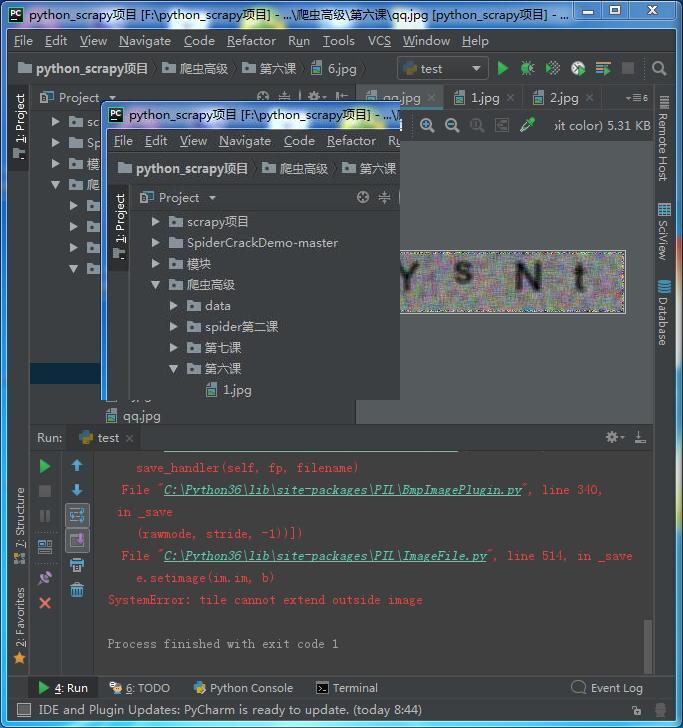 python_scrapy项目 [F:\python_scrapy项目] - ...\爬虫高级\第六课\qq.jpg [python_scrapy项目] - ...
File Edit View Navigate Code Refactor Run Tools VCS Window Help
python_scrapy项目 爬虫高级 第六课 6.jpg test
1: Project
Project
qq.jpg 1.jpg 2.jpg
6
bit color) 5.31 KB
python_scrapy项目 [F:\python_scrapy项目] - ...\
File Edit View Navigate Code Refactor
python_scrapy项目 爬虫高级 第六课
1: Project
Project
scrapy项目
SpiderCrackDemo-master
模块
爬虫高级
data
spider第二课
第七课
第六课
1.jpg
sc
Sp
模
爬
qq.jpg
Y s N t
Remote Host
SciView
Database
Run: test
save_handler(self, fp, filename)
File "C:\Python36\lib\site-packages\PIL\BmpImagePlugin.py", line 340,
in _save
(rawmode, stride, -1))])
File "C:\Python36\lib\site-packages\PIL\ImageFile.py", line 514, in _save
e.setimage(im.im, b)
SystemError: tile cannot extend outside image
Process finished with exit code 1
7: Structure
2: Favorites
4: Run 6: TODO Python Console Terminal Event Log
IDE and Plugin Updates: PyCharm is ready to update. (today 8:44)